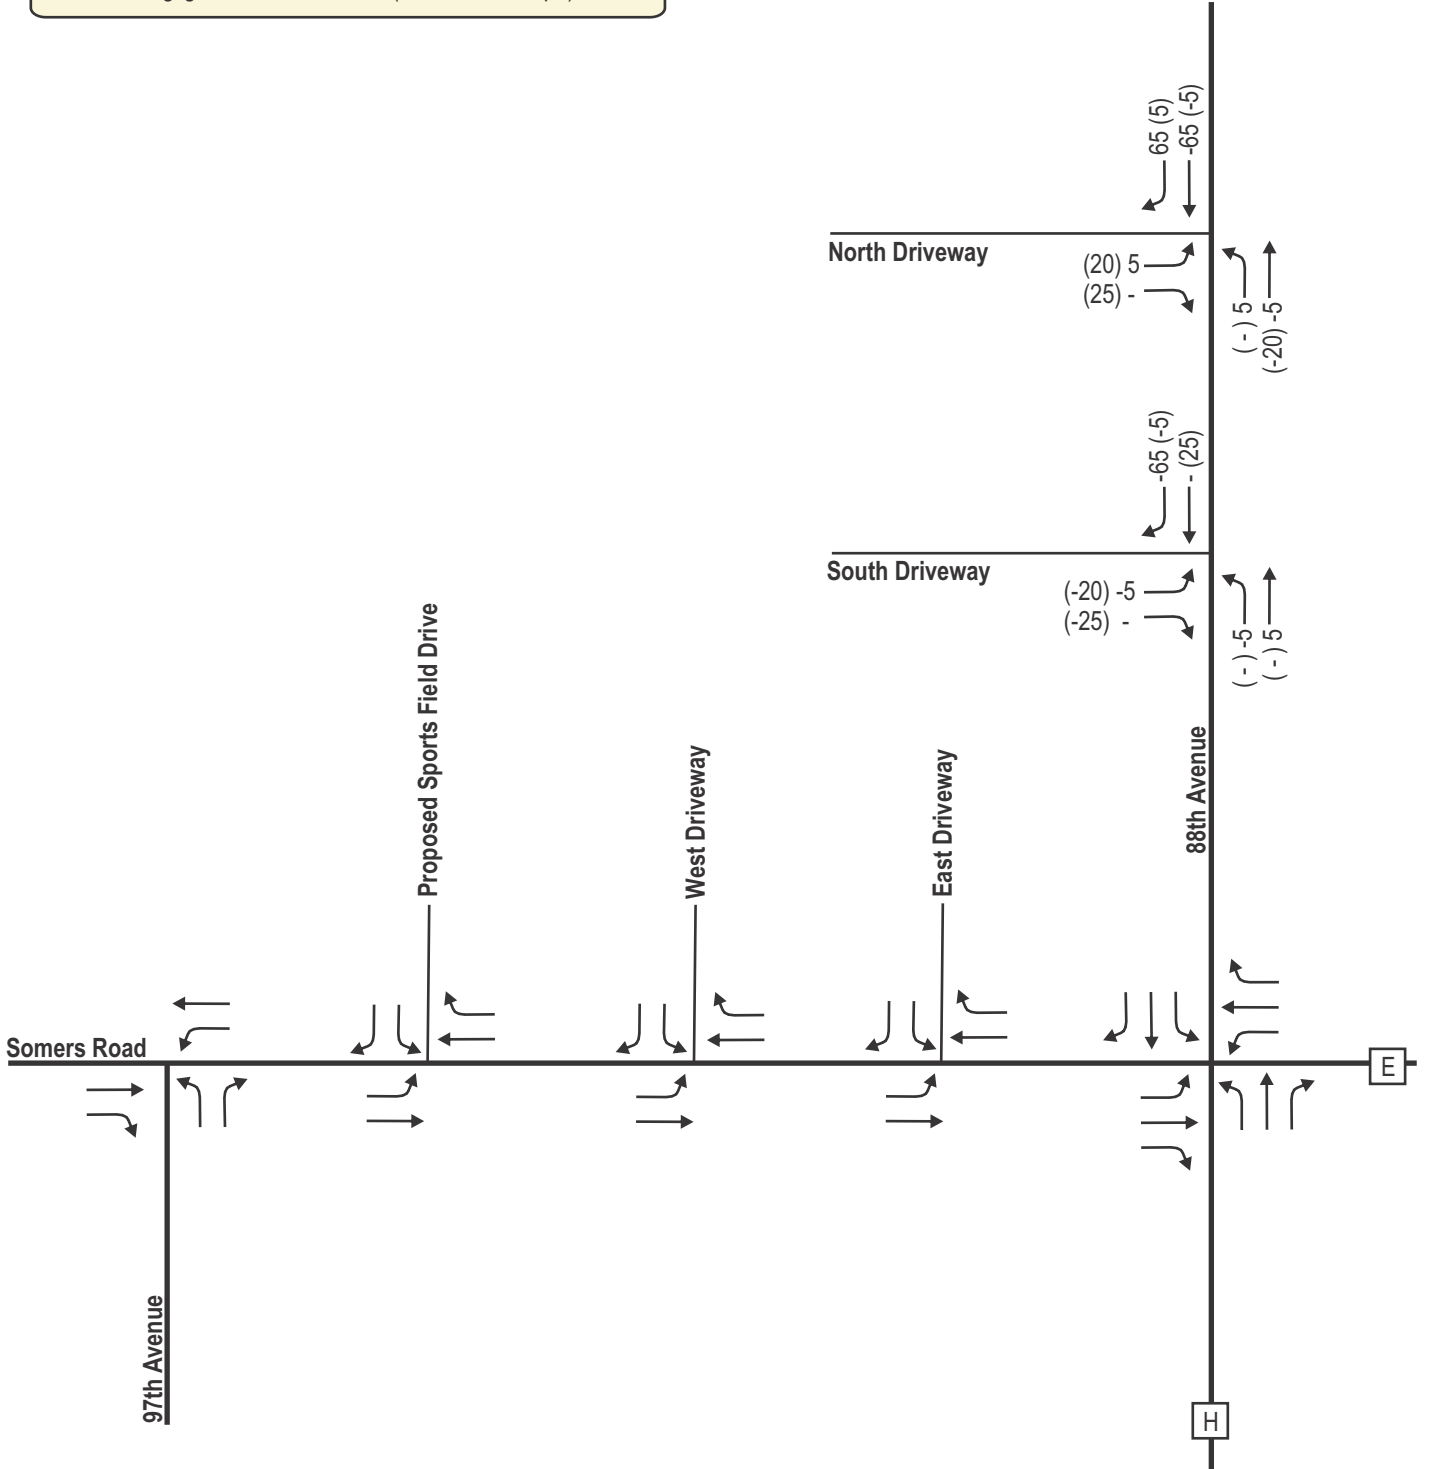 65 (5)
-65 (-5)
North Driveway
(20) 5
(25) -
( - ) 5
(-20) -5
-65 (-5)
- (25)
South Driveway
(-20) -5
(-25) -
( - ) -5
( - ) 5
Proposed Sports Field Drive
West Driveway
East Driveway
88th Avenue
Somers Road
E
97th Avenue
H